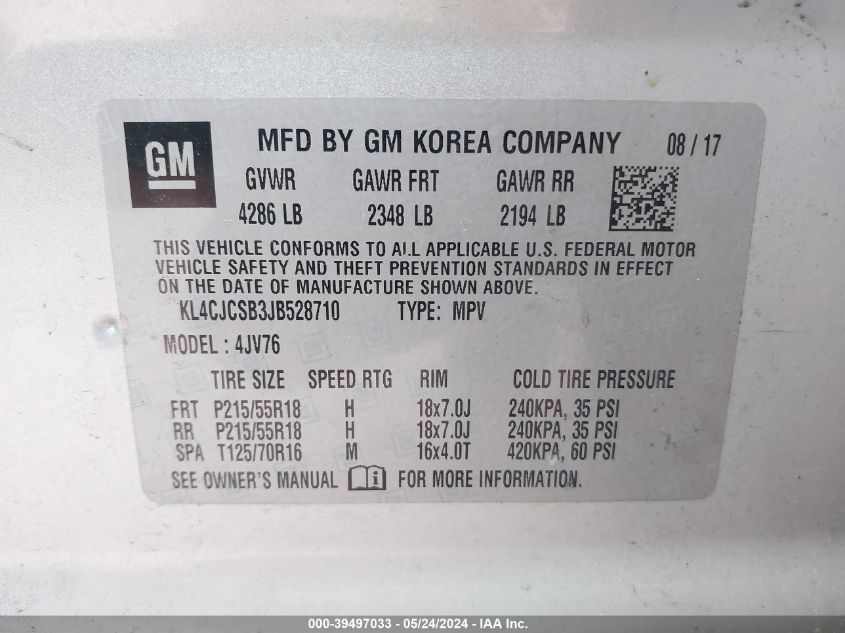 GM
MFD BY GM KOREA COMPANY 08 / 17
GVWR GAWR FRT GAWR RR
4286 LB 2348 LB 2194 LB
THIS VEHICLE CONFORMS TO ALL APPLICABLE U.S. FEDERAL MOTOR
VEHICLE SAFETY AND THEFT PREVENTION STANDARDS IN EFFECT
ON THE DATE OF MANUFACTURE SHOWN ABOVE.
KL4CJCSB3JB528710 TYPE: MPV
MODEL : 4JV76
TIRE SIZE SPEED RTG RIM COLD TIRE PRESSURE
FRT P215/55R18 H 18x7.0J 240KPA, 35 PSI
RR P215/55R18 H 18x7.0J 240KPA, 35 PSI
SPA T125/70R16 M 16x4.0T 420KPA, 60 PSI
SEE OWNER'S MANUAL i FOR MORE INFORMATION.
000-39497033 - 05/24/2024 - IAA Inc.